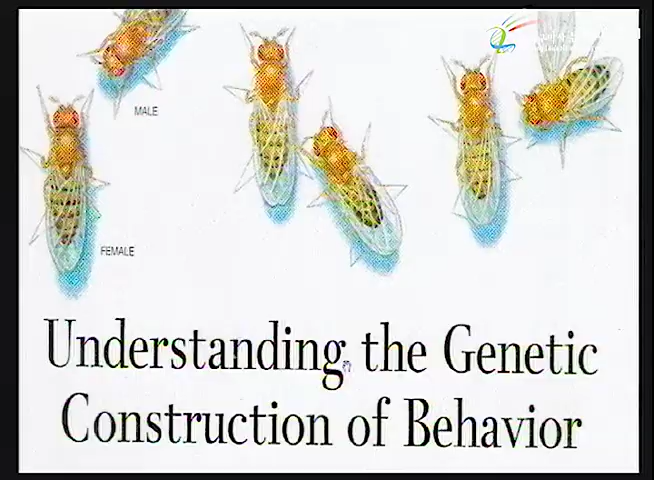 MALE
FEMALE
Understanding the Genetic
Construction of Behavior